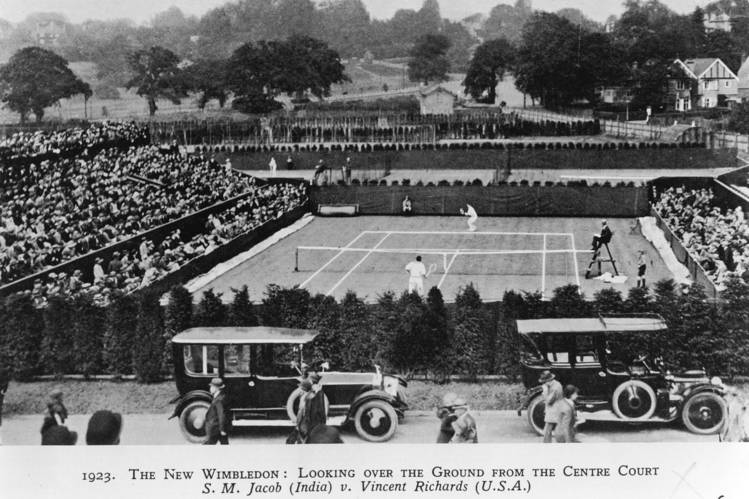 1923. The New Wimbledon: Looking over the Ground from the Centre Court
S. M. Jacob (India) v. Vincent Richards (U.S.A.)